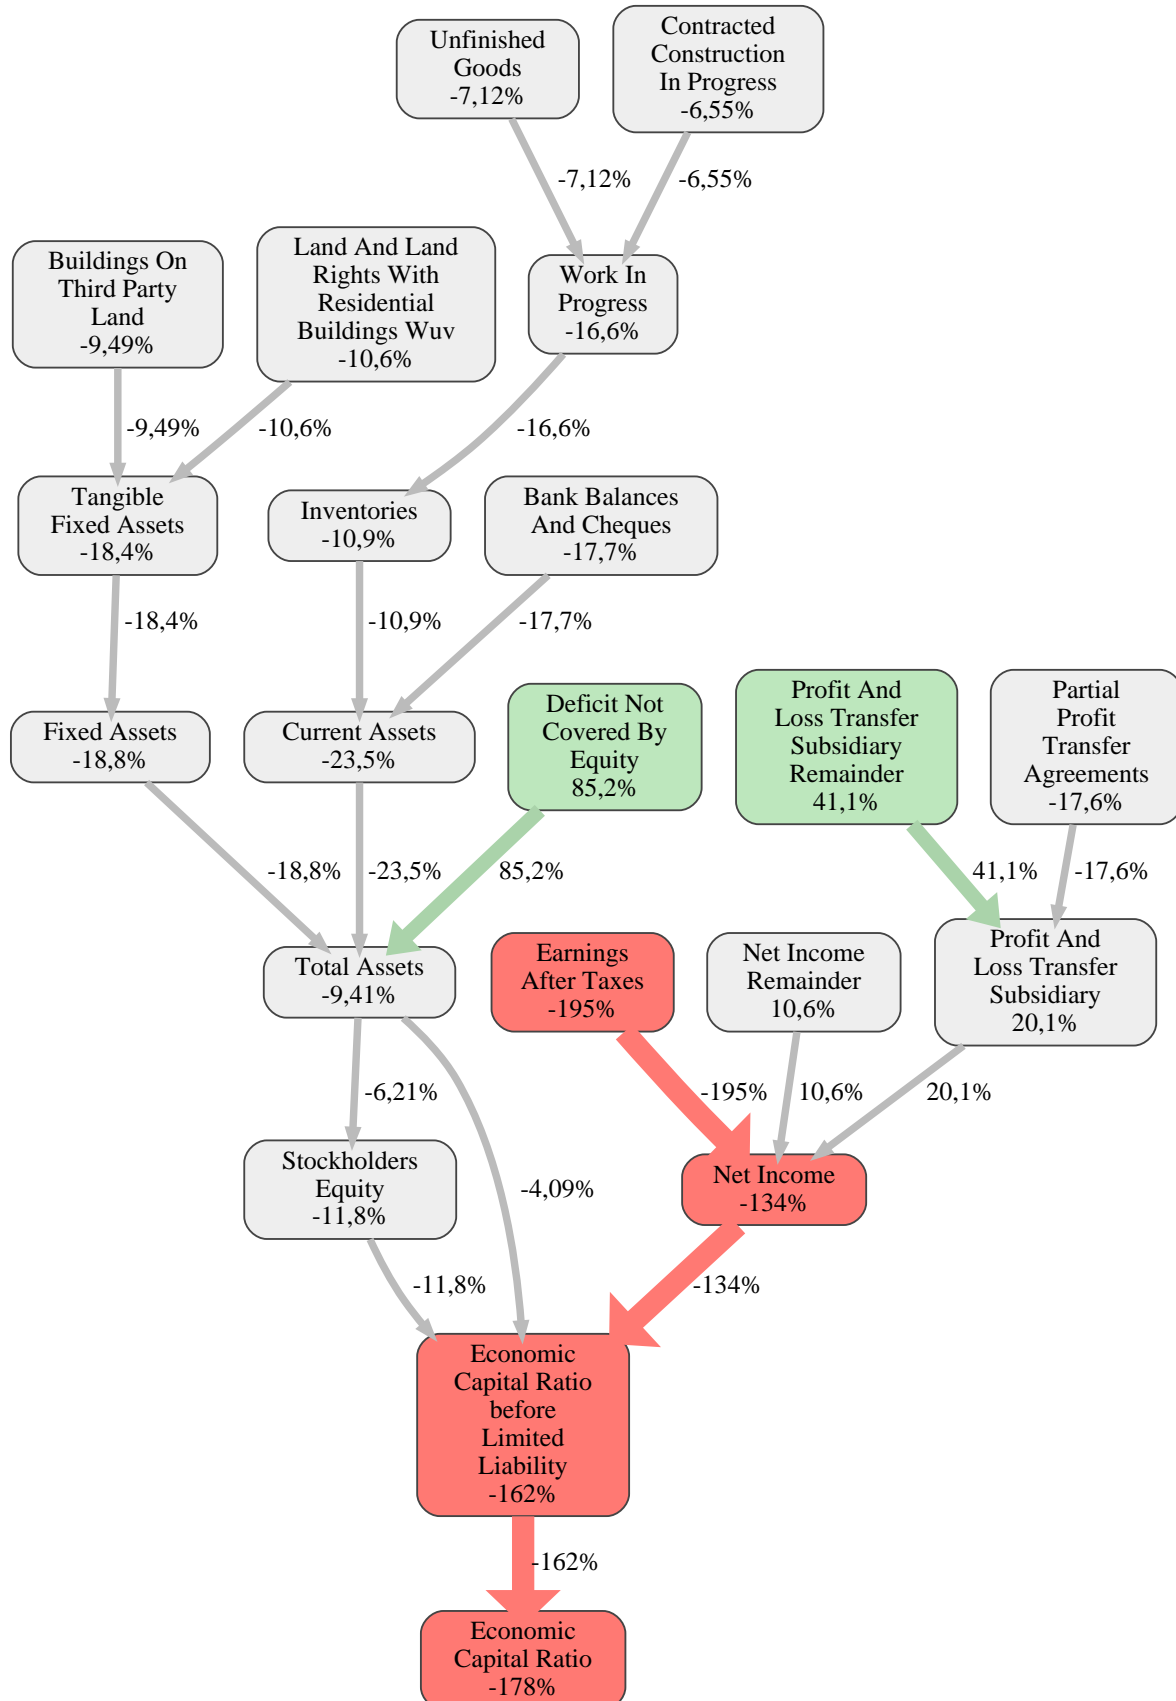 Unfinished
Goods
-7,12%
Contracted
Construction
In Progress
-6,55%
-7,12%
-6,55%
Buildings On
Third Party
Land
-9,49%
Land And Land
Rights With
Residential
Buildings Wuv
-10,6%
Work In
Progress
-16,6%
-9,49%
-10,6%
-16,6%
Tangible
Fixed Assets
-18,4%
Inventories
-10,9%
Bank Balances
And Cheques
-17,7%
-18,4%
-10,9%
-17,7%
Fixed Assets
-18,8%
Current Assets
-23,5%
Deficit Not
Covered By
Equity
85,2%
Profit And
Loss Transfer
Subsidiary
Remainder
41,1%
Partial
Profit
Transfer
Agreements
-17,6%
-18,8%
-23,5%
85,2%
41,1%
-17,6%
Total Assets
-9,41%
Earnings
After Taxes
-195%
Net Income
Remainder
10,6%
Profit And
Loss Transfer
Subsidiary
20,1%
-6,21%
-195%
10,6%
20,1%
Stockholders
Equity
-11,8%
-4,09%
Net Income
-134%
-11,8%
-134%
Economic
Capital Ratio
before
Limited
Liability
-162%
-162%
Economic
Capital Ratio
-178%